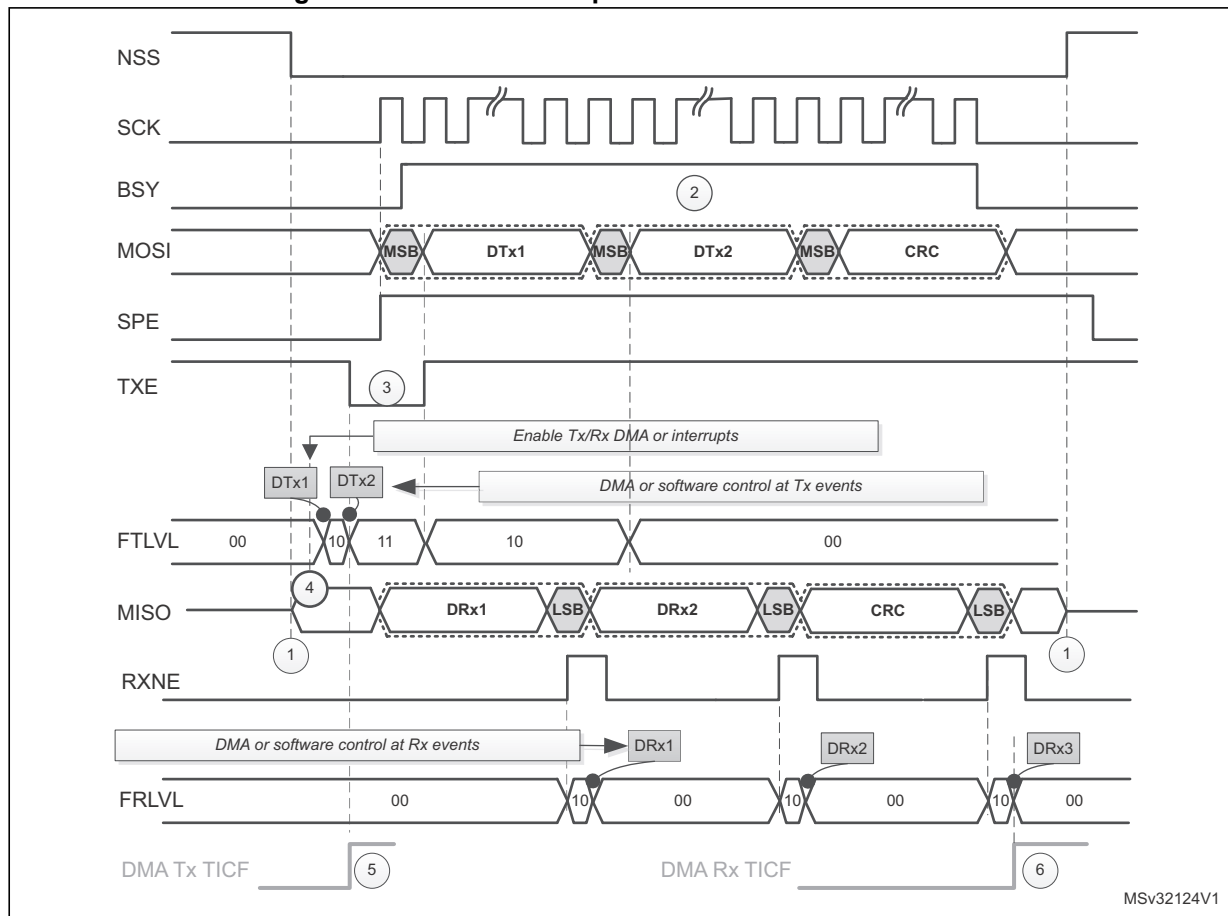 NSS
SCK
BSY
2
MOSI
MSB DTx1 MSB DTx2 MSB CRC
SPE
TXE
3
Enable Tx/Rx DMA or interrupts
DTx1 DTx2 DMA or software control at Tx events
FTLVL 00 10 11 10 00
4
MISO DRx1 LSB DRx2 LSB CRC LSB
1 1
RXNE
DMA or software control at Rx events DRx1 DRx2 DRx3
FRLVL 00 10 00 10 00 10 00
DMA Tx TICF 5 DMA Rx TICF 6
MSv32124V1